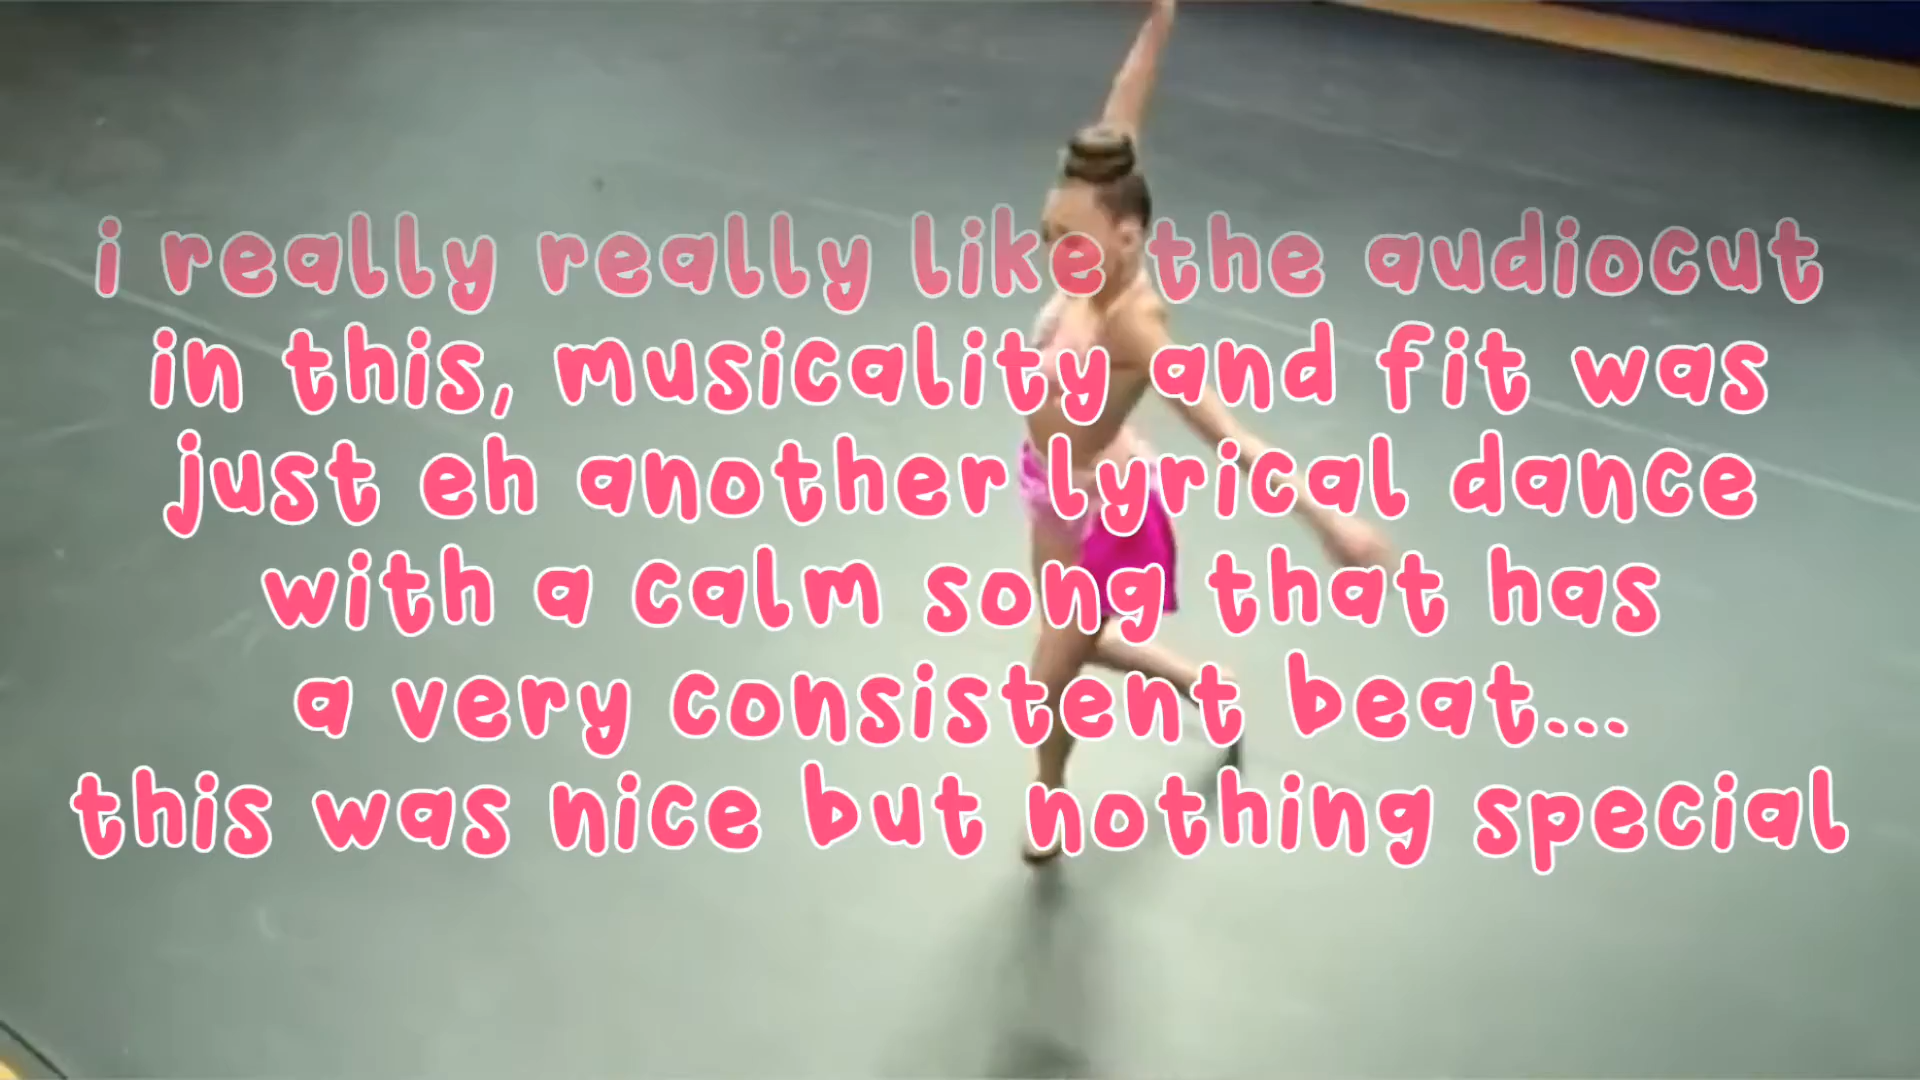 i really really like the audiocut
in this, musicality and fit was
just eh another lyrical dance
with a calm song that has
a very consistent beat...
this was nice but nothing special